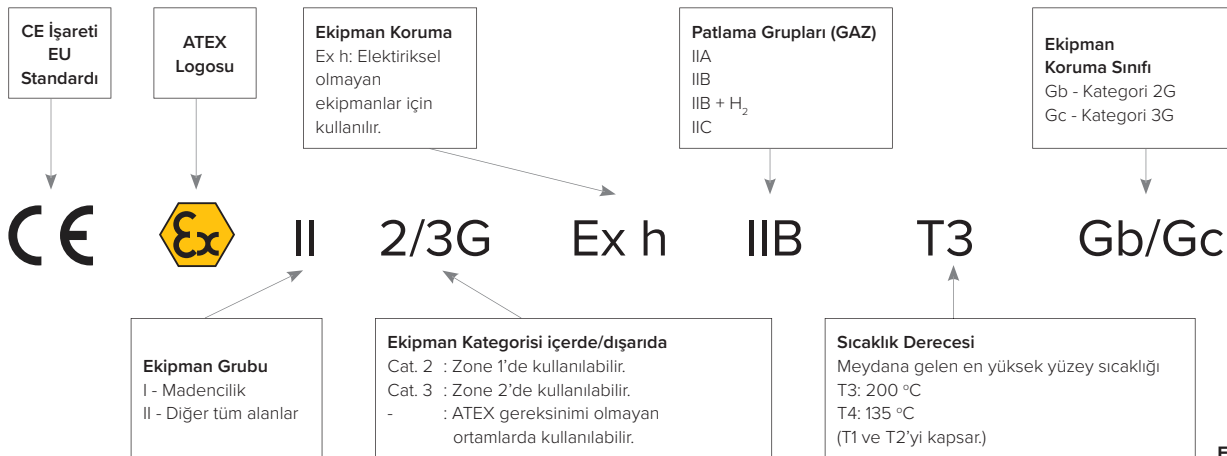 CE İşareti
EU
Standardı
ATEX
Logosu
Ekipman Koruma
Ex h: Elektiriksel
olmayan
ekipmanlar için
kullanılır.
Patlama Grupları (GAZ)
IIA
IIB
IIB + H₂
IIC
Ekipman
Koruma Sınıfı
Gb - Kategori 2G
Gc - Kategori 3G
CE Ex II 2/3G Ex h IIB T3 Gb/Gc
Ekipman Grubu
I - Madencilik
II - Diğer tüm alanlar
Ekipman Kategorisi içerde/dışarıda
Cat. 2 : Zone 1’de kullanılabilir.
Cat. 3 : Zone 2’de kullanılabilir.
- : ATEX gereksinimi olmayan
ortamlarda kullanılabilir.
Sıcaklık Derecesi
Meydana gelen en yüksek yüzey sıcaklığı
T3: 200 °C
T4: 135 °C
(T1 ve T2’yi kapsar.)